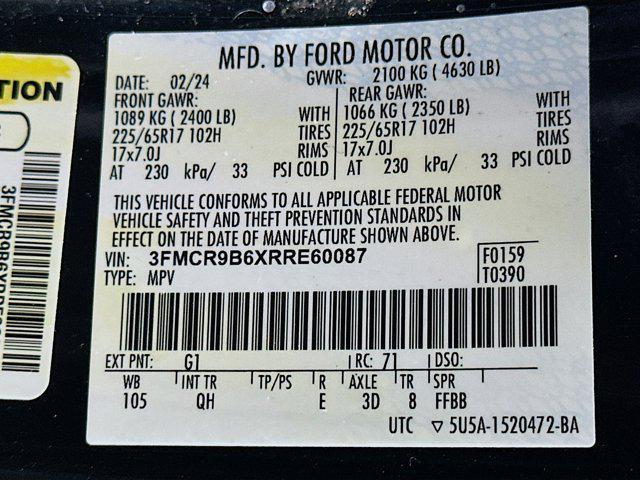 MFD. BY FORD MOTOR CO.
DATE: 02/24 GVWR: 2100 KG ( 4630 LB)
FRONT GAWR: REAR GAWR:
1089 KG ( 2400 LB) WITH 1066 KG ( 2350 LB) WITH
225/65R17 102H TIRES 225/65R17 102H TIRES
17x7.0J RIMS 17x7.0J RIMS
AT 230 kPa/ 33 PSI COLD AT 230 kPa/ 33 PSI COLD
THIS VEHICLE CONFORMS TO ALL APPLICABLE FEDERAL MOTOR
VEHICLE SAFETY AND THEFT PREVENTION STANDARDS IN
EFFECT ON THE DATE OF MANUFACTURE SHOWN ABOVE.
VIN: 3FMCR9B6XRRE60087 F0159
TYPE: MPV T0390
EXT PNT: G1 RC: 71 DSO:
WB INT TR TP/PS R AXLE TR SPR
105 QH E 3D 8 FFBB
UTC ▽ 5U5A-1520472-BA